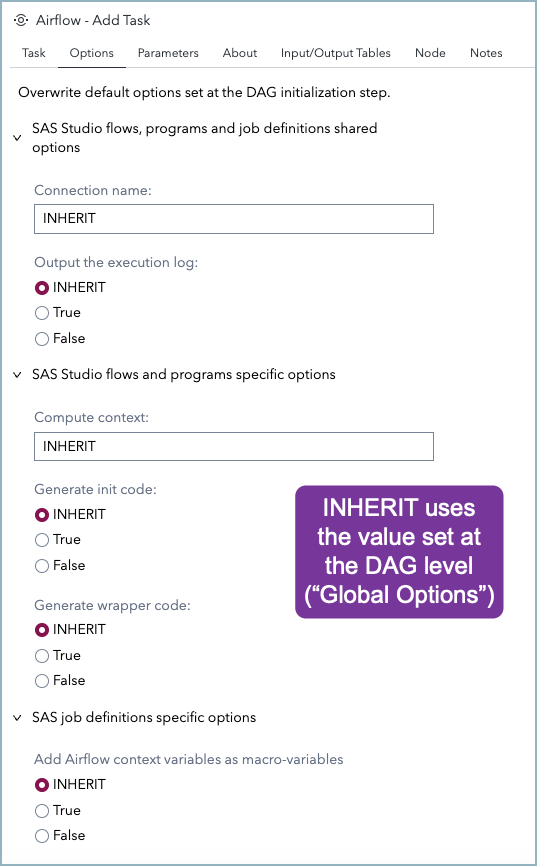 Airflow - Add Task
Task Options Parameters About Input/Output Tables Node Notes
Overwrite default options set at the DAG initialization step.
SAS Studio flows, programs and job definitions shared
options
Connection name:
INHERIT
Output the execution log:
INHERIT
True
False
SAS Studio flows and programs specific options
Compute context:
INHERIT
Generate init code:
INHERIT
True
False
Generate wrapper code:
INHERIT
True
False
INHERIT uses
the value set at
the DAG level
(“Global Options”)
SAS job definitions specific options
Add Airflow context variables as macro-variables
INHERIT
True
False